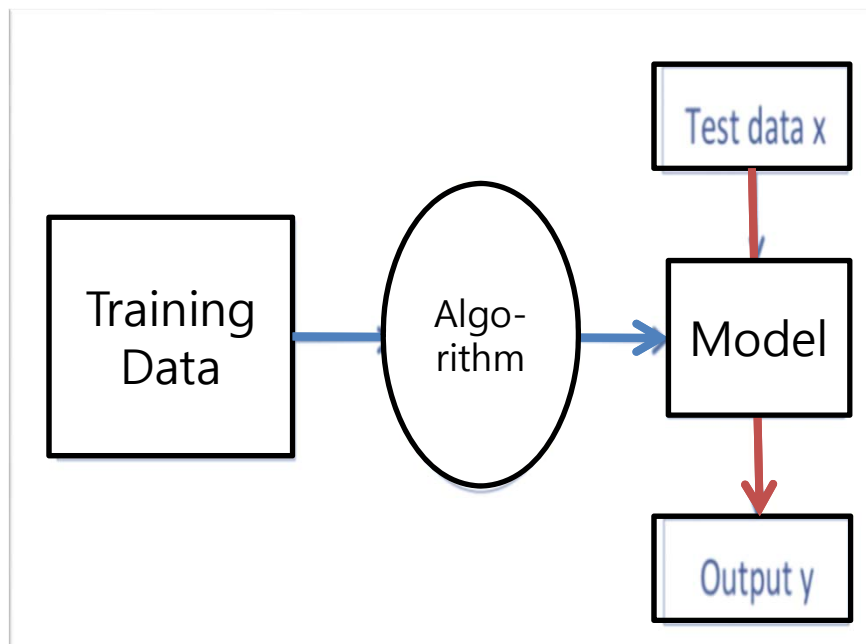 Test data x
Training
Data
Algo-
rithm
Model
Output y